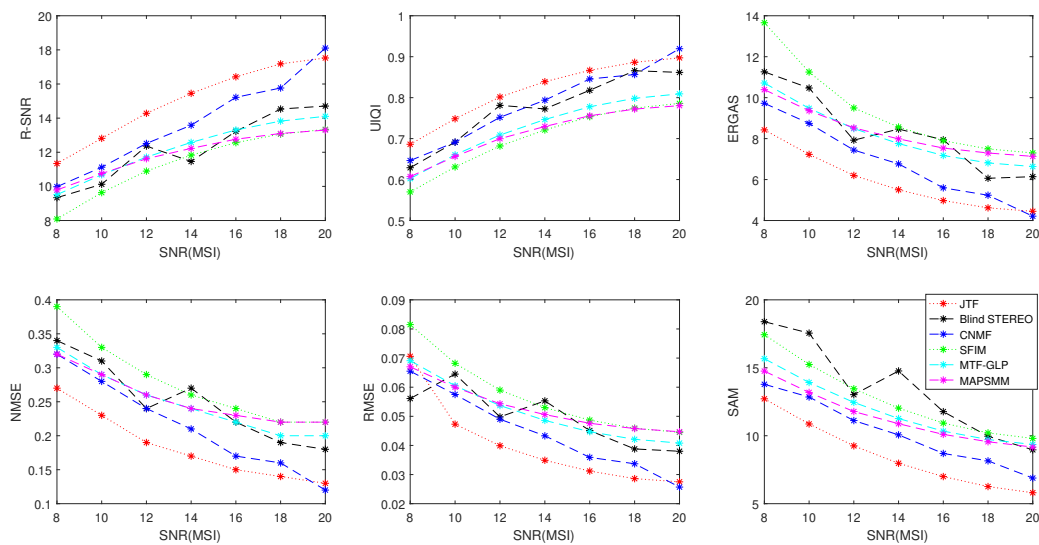 20
18
16
14
12
10
8
R-SNR
8 10 12 14 16 18 20
SNR(MSI)
1
0.9
0.8
0.7
0.6
0.5
UIQI
8 10 12 14 16 18 20
SNR(MSI)
14
12
10
8
6
4
ERGAS
8 10 12 14 16 18 20
SNR(MSI)
0.4
0.35
0.3
0.25
0.2
0.15
0.1
NMSE
8 10 12 14 16 18 20
SNR(MSI)
0.09
0.08
0.07
0.06
0.05
0.04
0.03
0.02
RMSE
8 10 12 14 16 18 20
SNR(MSI)
20
15
10
5
SAM
8 10 12 14 16 18 20
SNR(MSI)
JTF
Blind STEREO
CNMF
SFIM
MTF-GLP
MAPSMM